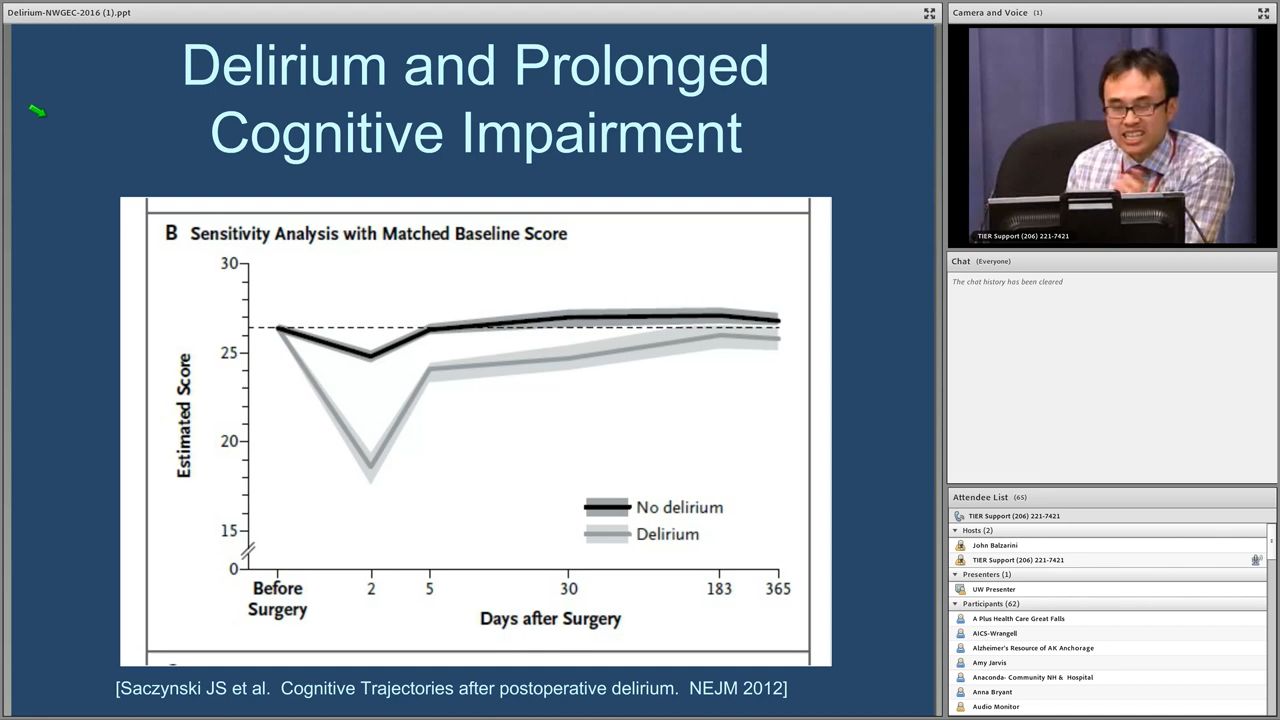 Delirium-NWGEC-2016 (1).ppt
Delirium and Prolonged
Cognitive Impairment
B Sensitivity Analysis with Matched Baseline Score
30
25
20
15
0
Estimated Score
No delirium
Delirium
Before
Surgery
2
5
30
183
365
Days after Surgery
[Saczynski JS et al. Cognitive Trajectories after postoperative delirium. NEJM 2012]
Camera and Voice (1)
TIER Support (206) 221-7421
Chat (Everyone)
The chat history has been cleared
Attendee List (65)
TIER Support (206) 221-7421
Hosts (2)
John Balzarini
TIER Support (206) 221-7421
Presenters (1)
UW Presenter
Participants (62)
A Plus Health Care Great Falls
AICS-Wrangell
Alzheimer's Resource of AK Anchorage
Amy Jarvis
Anaconda- Community NH & Hospital
Anna Bryant
Audio Monitor